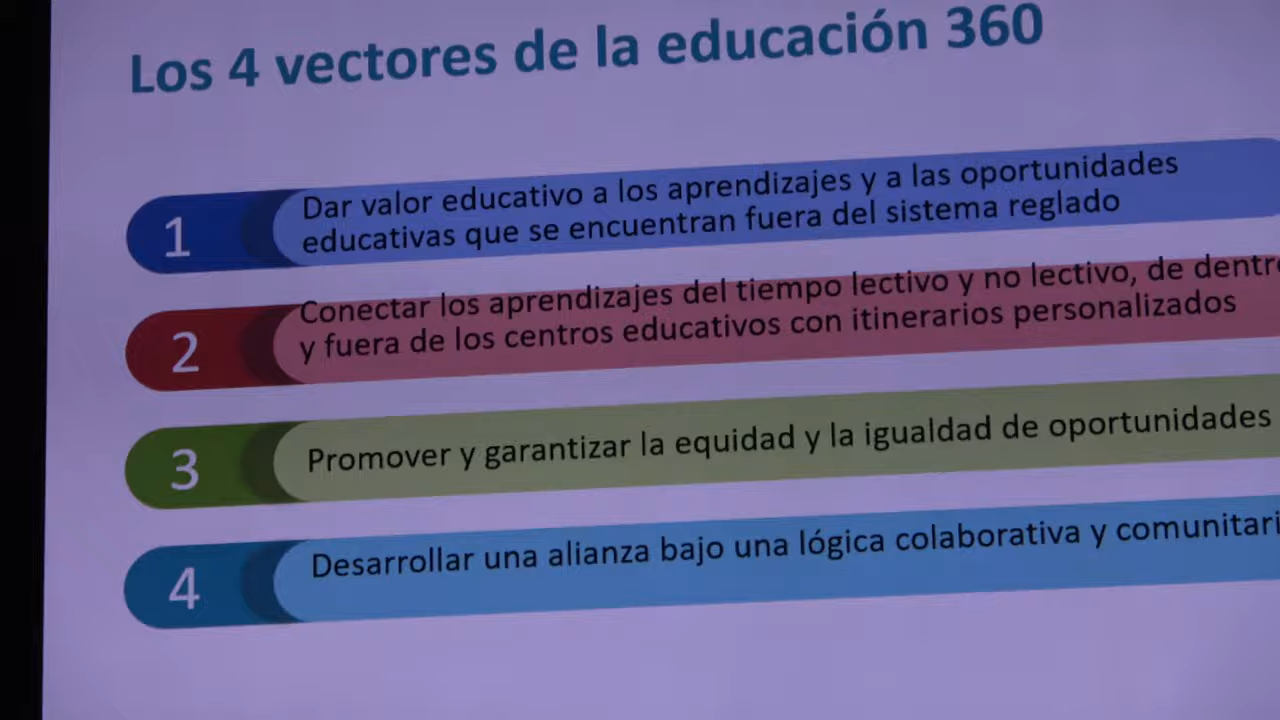 Los 4 vectores de la educación 360
1
Dar valor educativo a los aprendizajes y a las oportunidades
educativas que se encuentran fuera del sistema reglado
2
Conectar los aprendizajes del tiempo lectivo y no lectivo, de dentr
y fuera de los centros educativos con itinerarios personalizados
3
Promover y garantizar la equidad y la igualdad de oportunidades
4
Desarrollar una alianza bajo una lógica colaborativa y comunitari